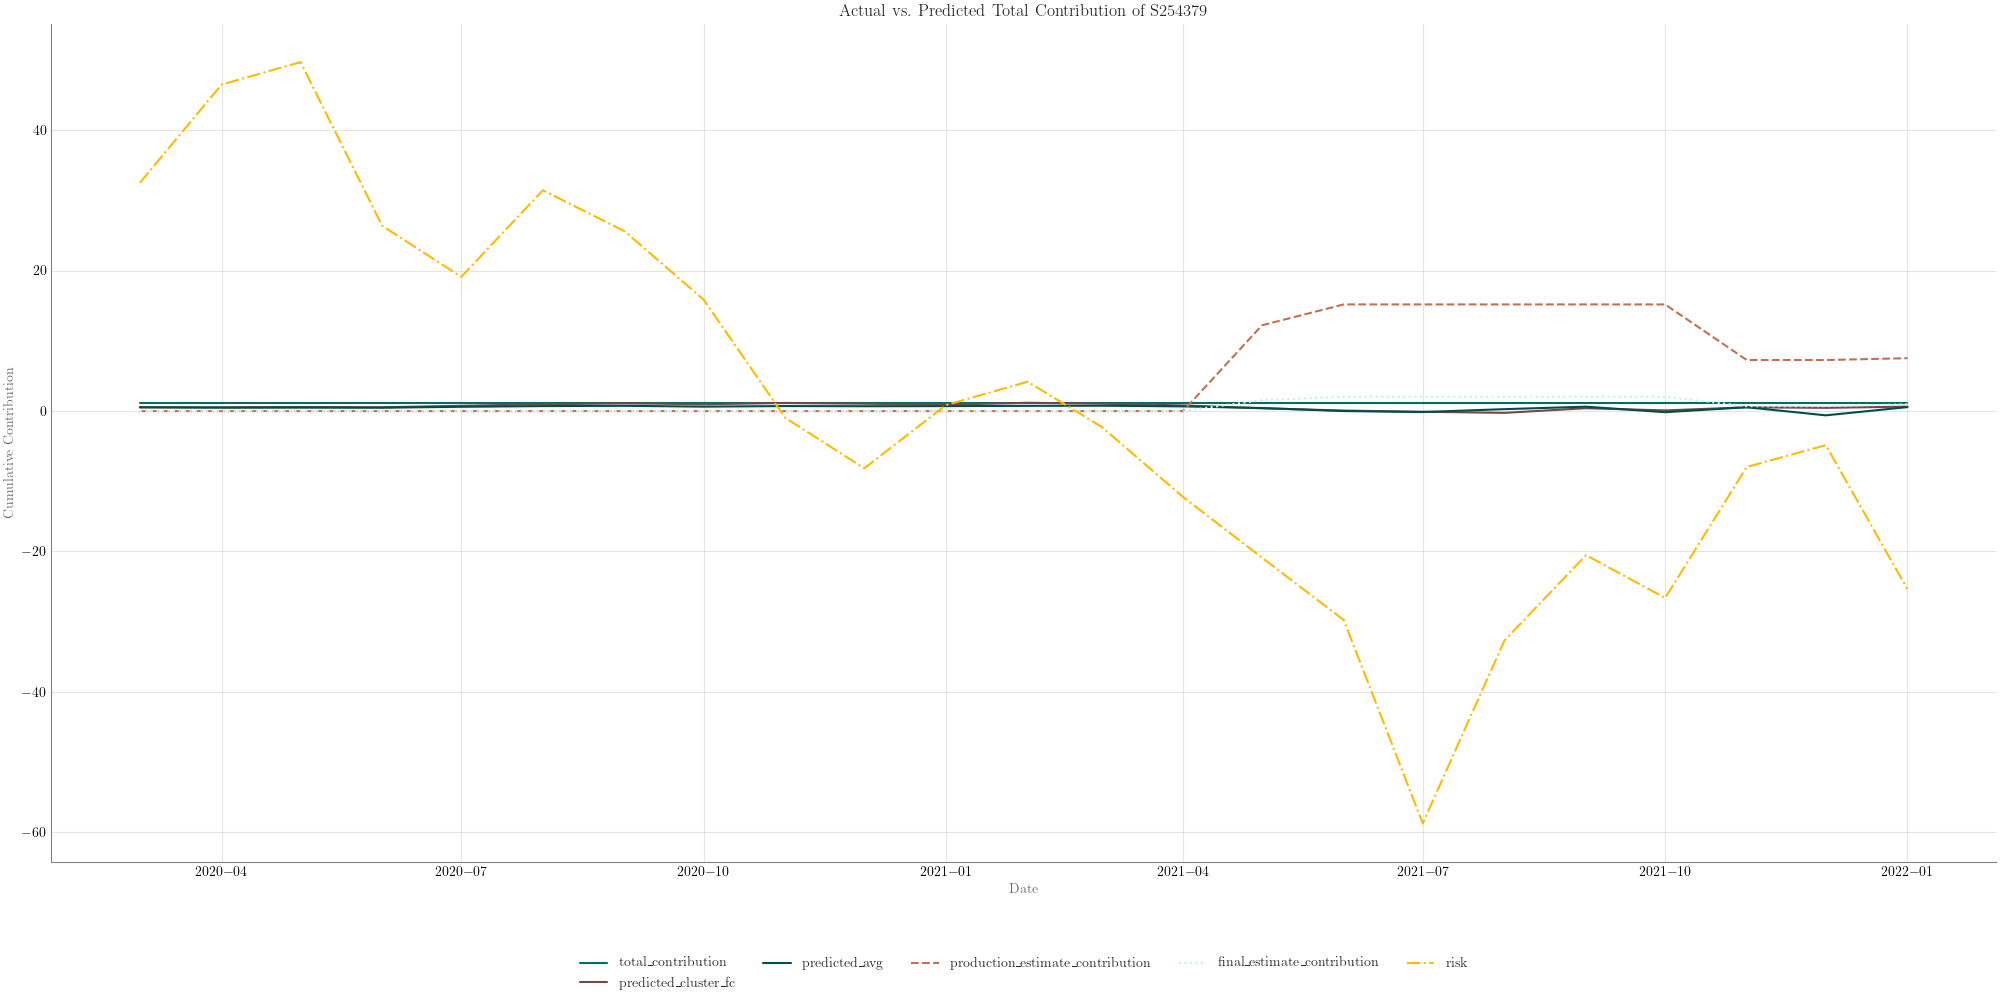 Actual vs. Predicted Total Contribution of S254379
40
20
0
−20
−40
−60
Cumulative Contribution
2020−04
2020−07
2020−10
2021−01
2021−04
2021−07
2021−10
2022−01
Date
total_contribution
predicted_avg
production_estimate_contribution
final_estimate_contribution
risk
predicted_cluster_fc